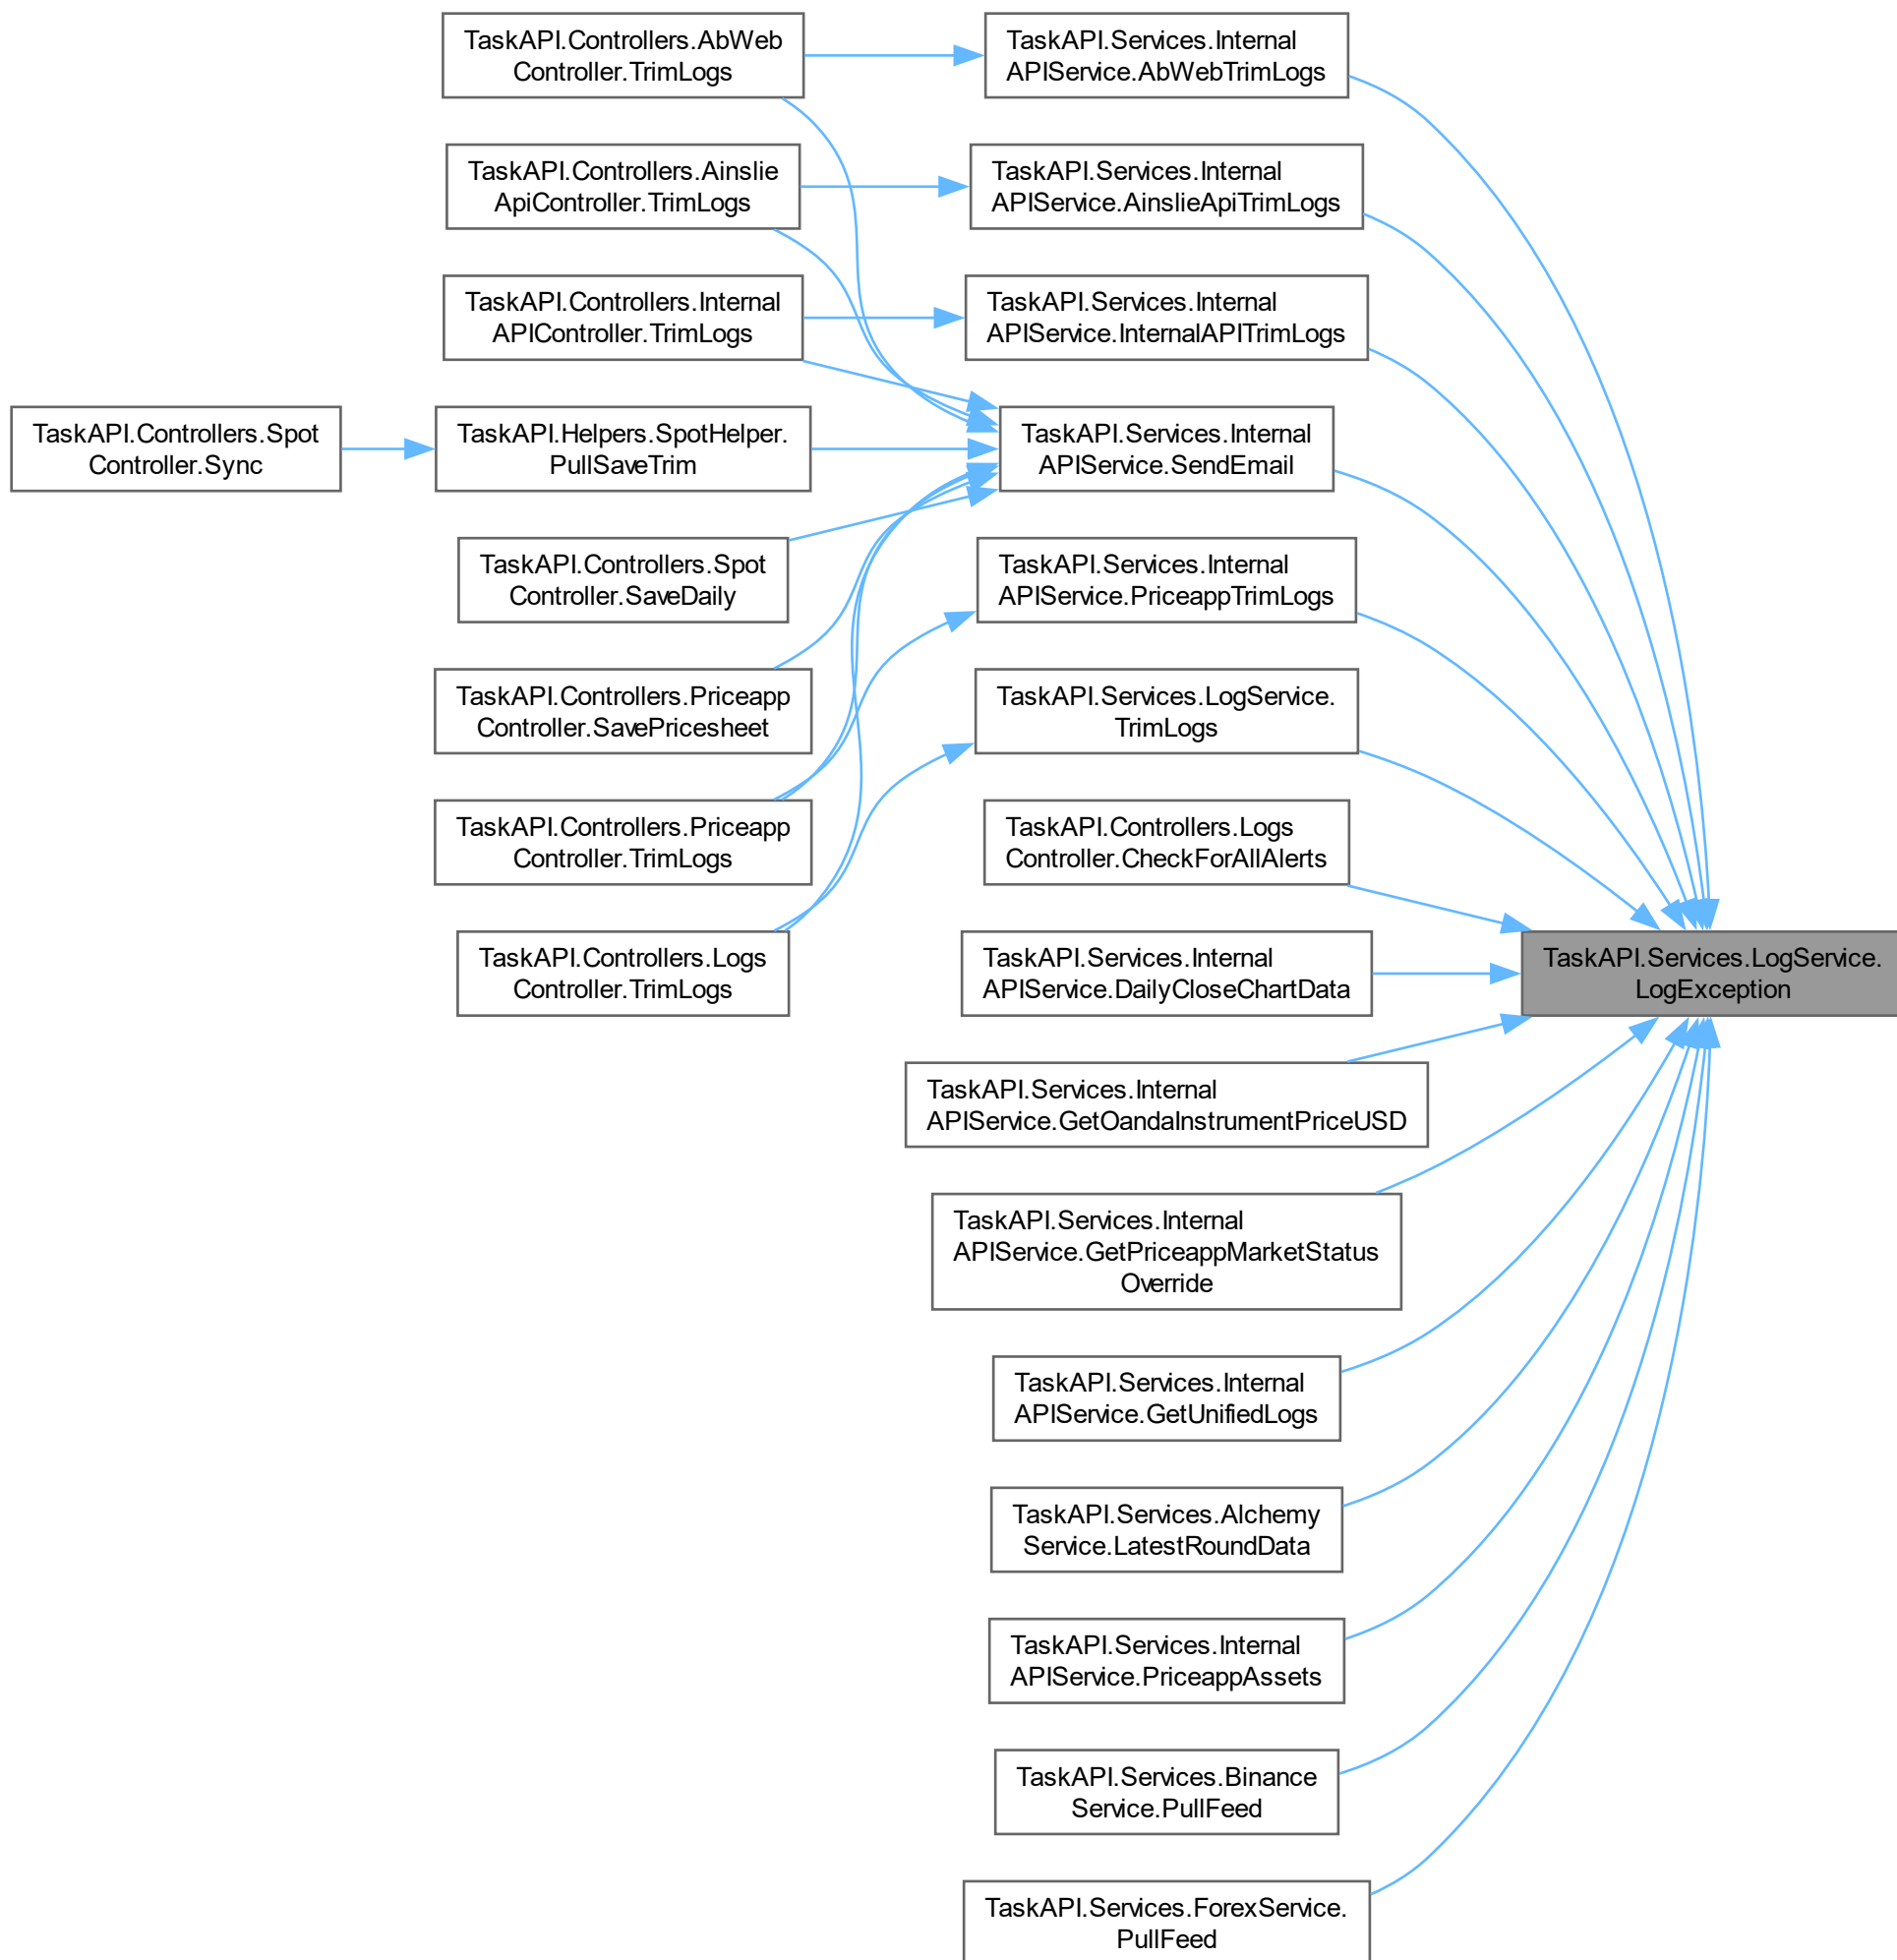 TaskAPI.Controllers.AbWeb
Controller.TrimLogs
TaskAPI.Services.Internal
APIService.AbWebTrimLogs
TaskAPI.Controllers.Ainslie
ApiController.TrimLogs
TaskAPI.Services.Internal
APIService.AinslieApiTrimLogs
TaskAPI.Controllers.Internal
APIController.TrimLogs
TaskAPI.Services.Internal
APIService.InternalAPITrimLogs
TaskAPI.Controllers.Spot
Controller.Sync
TaskAPI.Helpers.SpotHelper.
PullSaveTrim
TaskAPI.Services.Internal
APIService.SendEmail
TaskAPI.Controllers.Spot
Controller.SaveDaily
TaskAPI.Services.Internal
APIService.PriceappTrimLogs
TaskAPI.Controllers.Priceapp
Controller.SavePricesheet
TaskAPI.Services.LogService.
TrimLogs
TaskAPI.Controllers.Priceapp
Controller.TrimLogs
TaskAPI.Controllers.Logs
Controller.CheckForAllAlerts
TaskAPI.Controllers.Logs
Controller.TrimLogs
TaskAPI.Services.Internal
APIService.DailyCloseChartData
TaskAPI.Services.LogService.
LogException
TaskAPI.Services.Internal
APIService.GetOandaInstrumentPriceUSD
TaskAPI.Services.Internal
APIService.GetPriceappMarketStatus
Override
TaskAPI.Services.Internal
APIService.GetUnifiedLogs
TaskAPI.Services.Alchemy
Service.LatestRoundData
TaskAPI.Services.Internal
APIService.PriceappAssets
TaskAPI.Services.Binance
Service.PullFeed
TaskAPI.Services.ForexService.
PullFeed